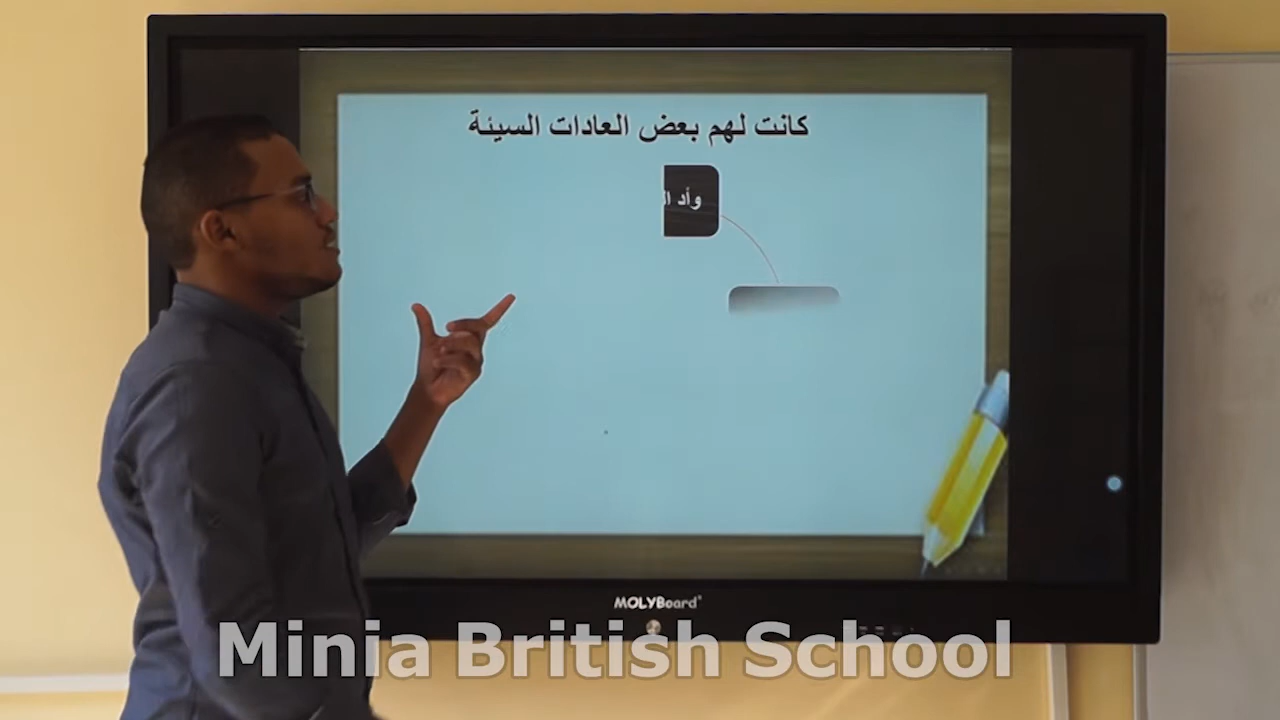 كانت لهم بعض العادات السيئة
وأد ا
MOLYBoard
Minia British School